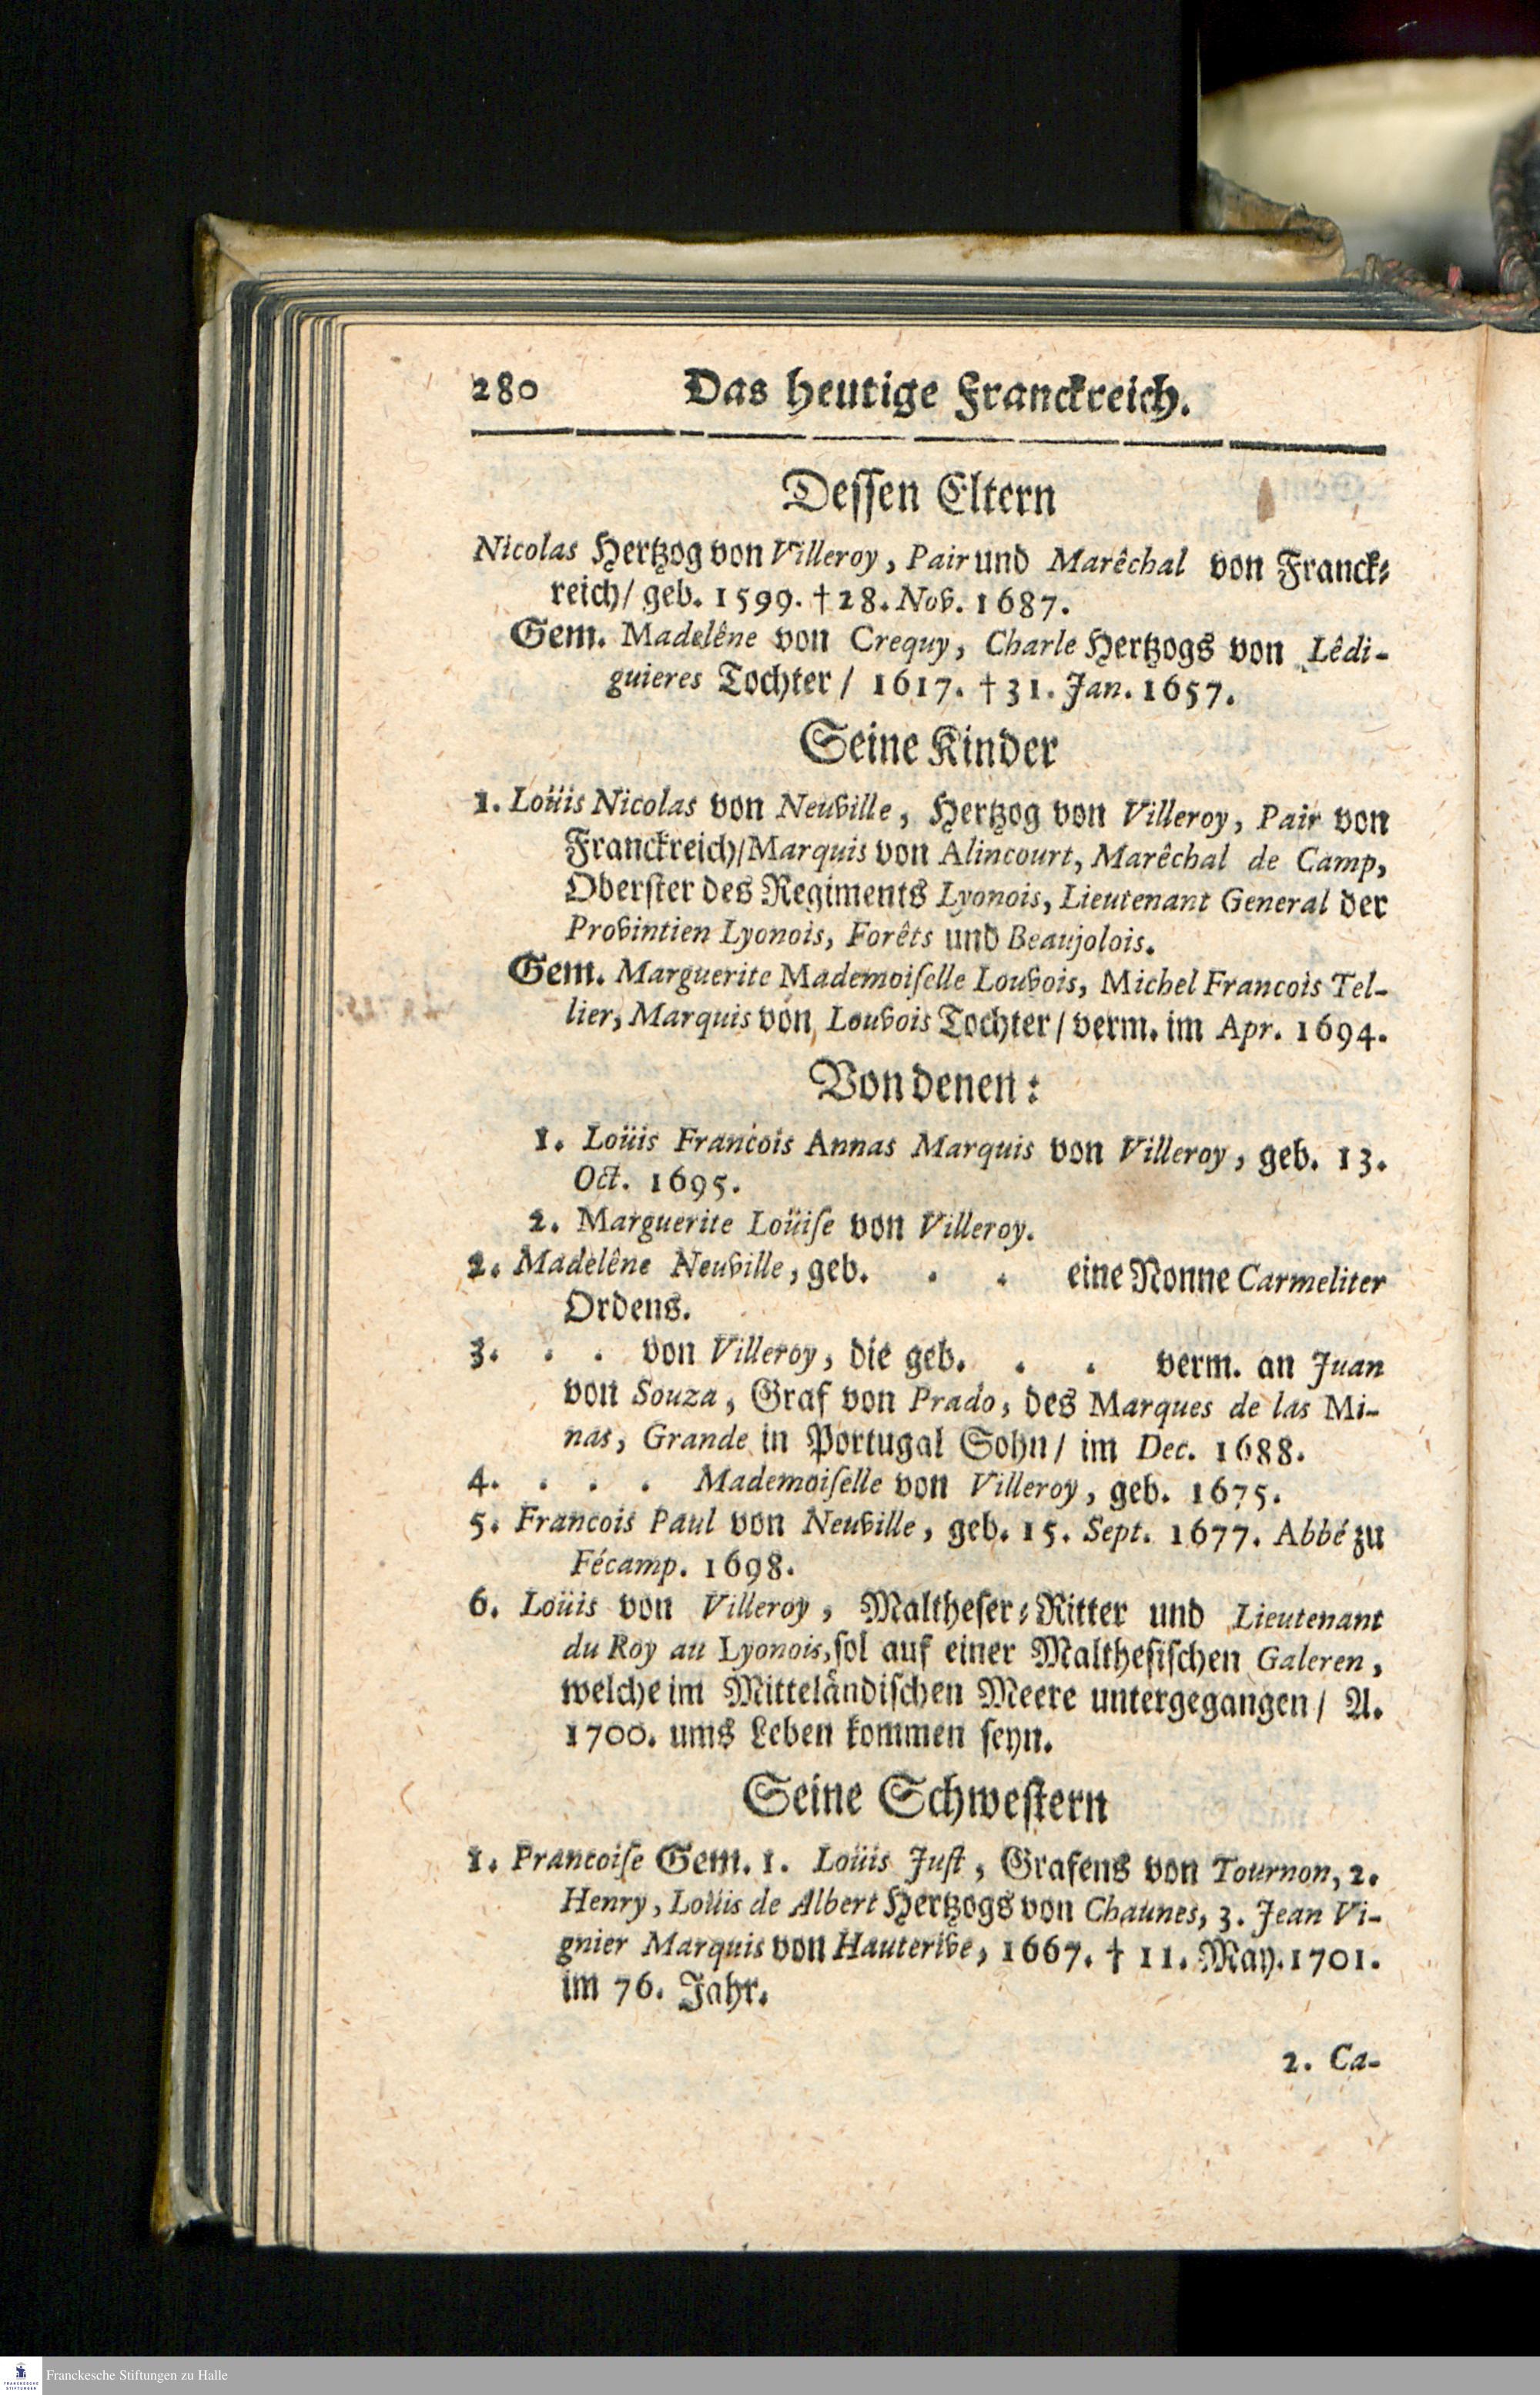 280 Das heutige Franckreich.
Dessen Eltern
Nicolas Hertzog von Villeroy, Pair und Marêchal von Franck-
reich/ geb. 1599. † 28. Nov. 1687.
Gem. Madelêne von Crequy, Charle Hertzogs von Lêdi-
guieres Tochter / 1617. † 31. Jan. 1657.
Seine Kinder
1. Loüis Nicolas von Neuville, Hertzog von Villeroy, Pair von
Franckreich/ Marquis von Alincourt, Marêchal de Camp,
Oberster des Regiments Lyonois, Lieutenant General der
Provintien Lyonois, Forêts und Beaujolois.
Gem. Marguerite Mademoiſelle Louvois, Michel Francois Tel-
lier, Marquis von Louvois Tochter / verm. im Apr. 1694.
Von denen:
1. Loüis Francois Annas Marquis von Villeroy, geb. 13.
Oct. 1695.
2. Marguerite Loüiſe von Villeroy.
2. Madelêne Neuville, geb. . . eine Nonne Carmeliter
Ordens.
3. . . von Villeroy, die geb. . . verm. an Juan
von Souza, Graf von Prado, des Marques de las Mi-
nas, Grande in Portugal Sohn/ im Dec. 1688.
4. . . . Mademoiſelle von Villeroy, geb. 1675.
5. Francois Paul von Neuville, geb. 15. Sept. 1677. Abbé zu
Fécamp. 1698.
6. Loüis von Villeroy, Maltheſer-Ritter und Lieutenant
du Roy au Lyonois, ſol auf einer Maltheſiſchen Galeren,
welche im Mitteländiſchen Meere untergegangen / A.
1700. ums Leben kommen ſeyn.
Seine Schweſtern
1. Francoiſe Gem. 1. Loüis Juſt, Grafens von Tournon, 2.
Henry, Loüis de Albert Hertzogs von Chaunes, 3. Jean Vi-
gnier Marquis von Hauterive, 1667. † 11. May. 1701.
im 76. Jahr.
2. Ca-
Franckesche Stiftungen zu Halle
FRANCKESCHE
STIFTUNGEN